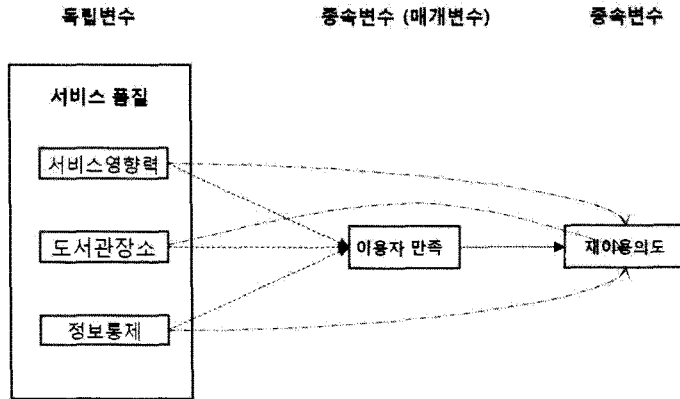 독립변수 종속변수 (매개변수) 종속변수
서비스 품질
서비스영향력
도서관장소 이용자 만족 재이용의도
정보통제